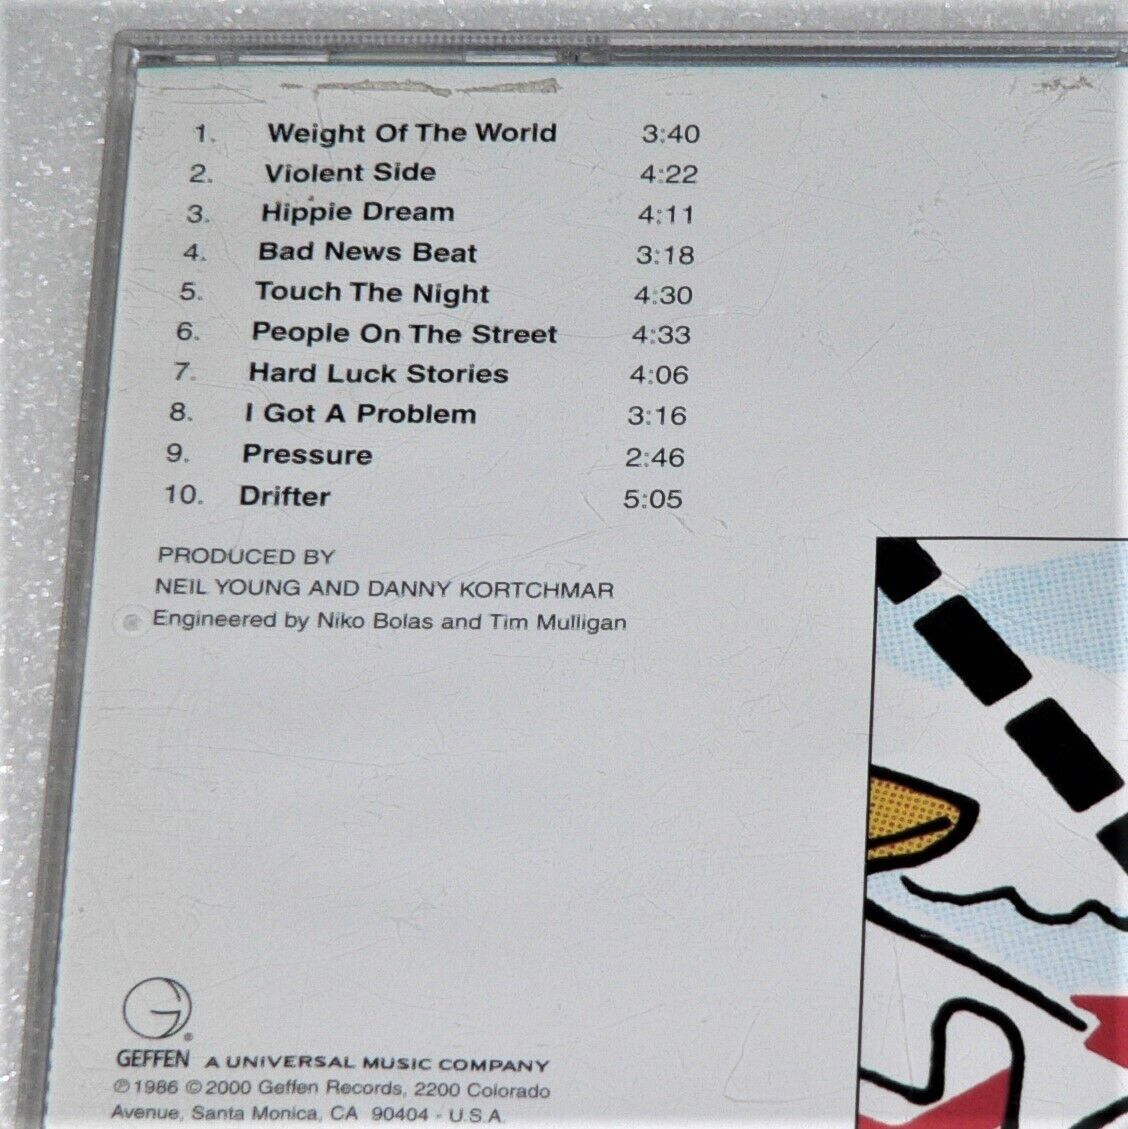 1. Weight Of The World 3:40
2. Violent Side 4:22
3. Hippie Dream 4:11
4. Bad News Beat 3:18
5. Touch The Night 4:30
6. People On The Street 4:33
7. Hard Luck Stories 4:06
8. I Got A Problem 3:16
9. Pressure 2:46
10. Drifter 5:05
PRODUCED BY
NEIL YOUNG AND DANNY KORTCHMAR
Engineered by Niko Bolas and Tim Mulligan
G®
GEFFEN A UNIVERSAL MUSIC COMPANY
℗1986 ©2000 Geffen Records, 2200 Colorado
Avenue, Santa Monica, CA 90404 - U.S.A.